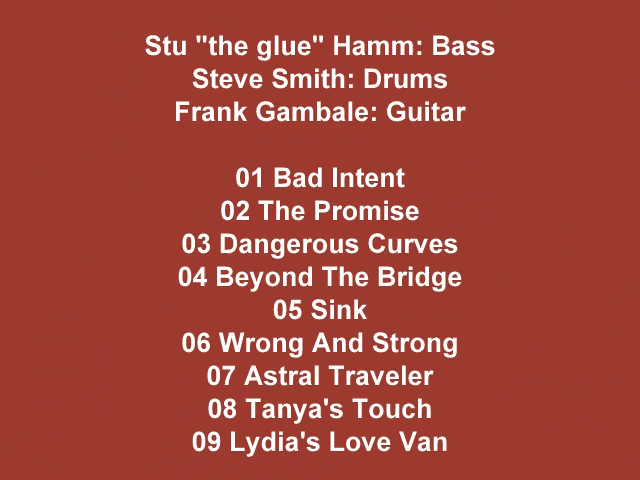 Stu "the glue" Hamm: Bass
Steve Smith: Drums
Frank Gambale: Guitar
01 Bad Intent
02 The Promise
03 Dangerous Curves
04 Beyond The Bridge
05 Sink
06 Wrong And Strong
07 Astral Traveler
08 Tanya's Touch
09 Lydia's Love Van